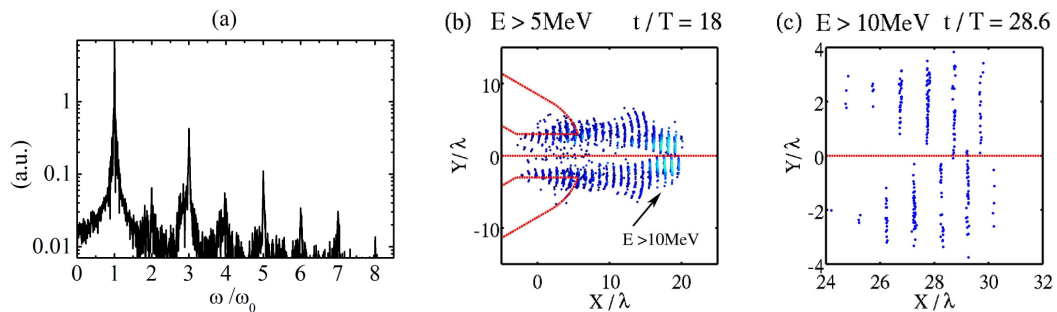 (a)
1
0.1
0.01
(a.u.)
0 1 2 3 4 5 6 7 8
ω/ω0
(b) E > 5MeV t / T = 18
10
0
-10
Y/λ
E >10MeV
0 10 20
X/λ
(c) E > 10MeV t / T = 28.6
4
2
0
-2
-4
Y/λ
24 26 28 30 32
X/λ